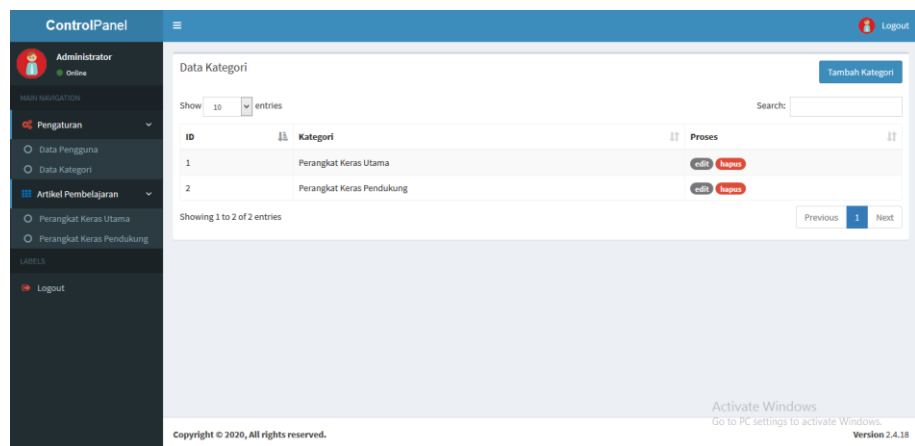 ControlPanel
Logout
Administrator
Online
MAIN NAVIGATION
Pengaturan
Data Pengguna
Data Kategori
Artikel Pembelajaran
Perangkat Keras Utama
Perangkat Keras Pendukung
LABELS
Logout
Data Kategori
Tambah Kategori
Show 10 entries Search:
ID Kategori Proses
1 Perangkat Keras Utama edit hapus
2 Perangkat Keras Pendukung edit hapus
Showing 1 to 2 of 2 entries Previous 1 Next
Activate Windows
Go to PC settings to activate Windows.
Copyright © 2020, All rights reserved. Version 2.4.18